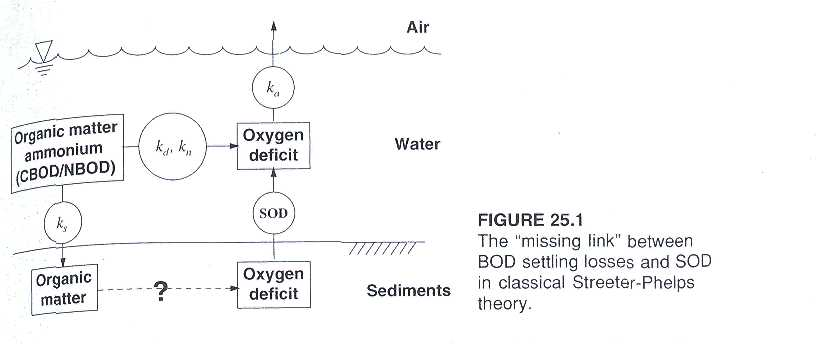 Air
k_a
Organic matter
ammonium
(CBOD/NBOD)
k_d, k_n
Oxygen
deficit
Water
k_s
SOD
FIGURE 25.1
The "missing link" between
BOD settling losses and SOD
in classical Streeter-Phelps
theory.
Organic
matter
?
Oxygen
deficit
Sediments